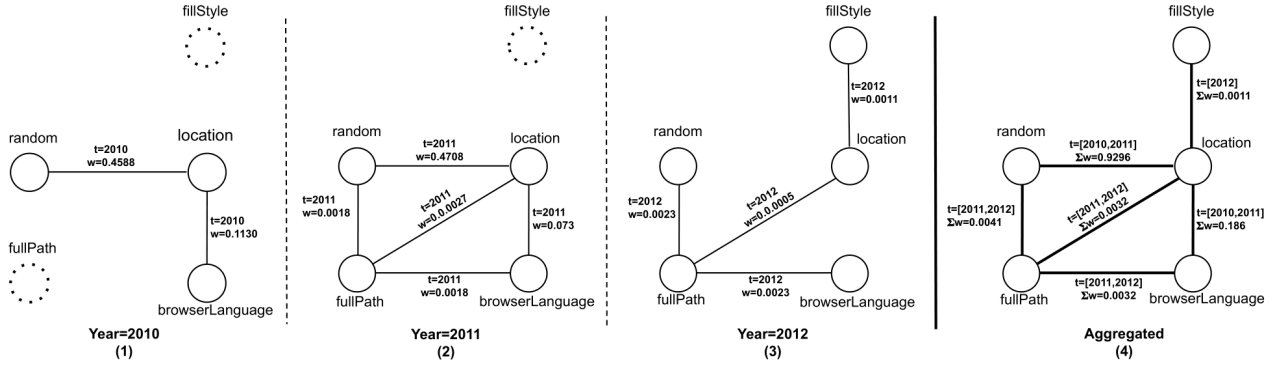 fillStyle
random
location
t=2010
w=0.4588
t=2010
w=0.1130
fullPath
browserLanguage
Year=2010
(1)
fillStyle
random
location
t=2011
w=0.4708
t=2011
w=0.0018
t=2011
w=0.0.0027
t=2011
w=0.073
t=2011
w=0.0018
fullPath
browserLanguage
Year=2011
(2)
fillStyle
t=2012
w=0.0011
random
location
t=2012
w=0.0023
t=2012
w=0.0.0005
t=2012
w=0.0023
fullPath
browserLanguage
Year=2012
(3)
fillStyle
t=[2012]
Σw=0.0011
random
location
t=[2010,2011]
Σw=0.9296
t=[2011,2012]
Σw=0.0041
t=[2011,2012]
Σw=0.0032
t=[2010,2011]
Σw=0.186
t=[2011,2012]
Σw=0.0032
fullPath
browserLanguage
Aggregated
(4)